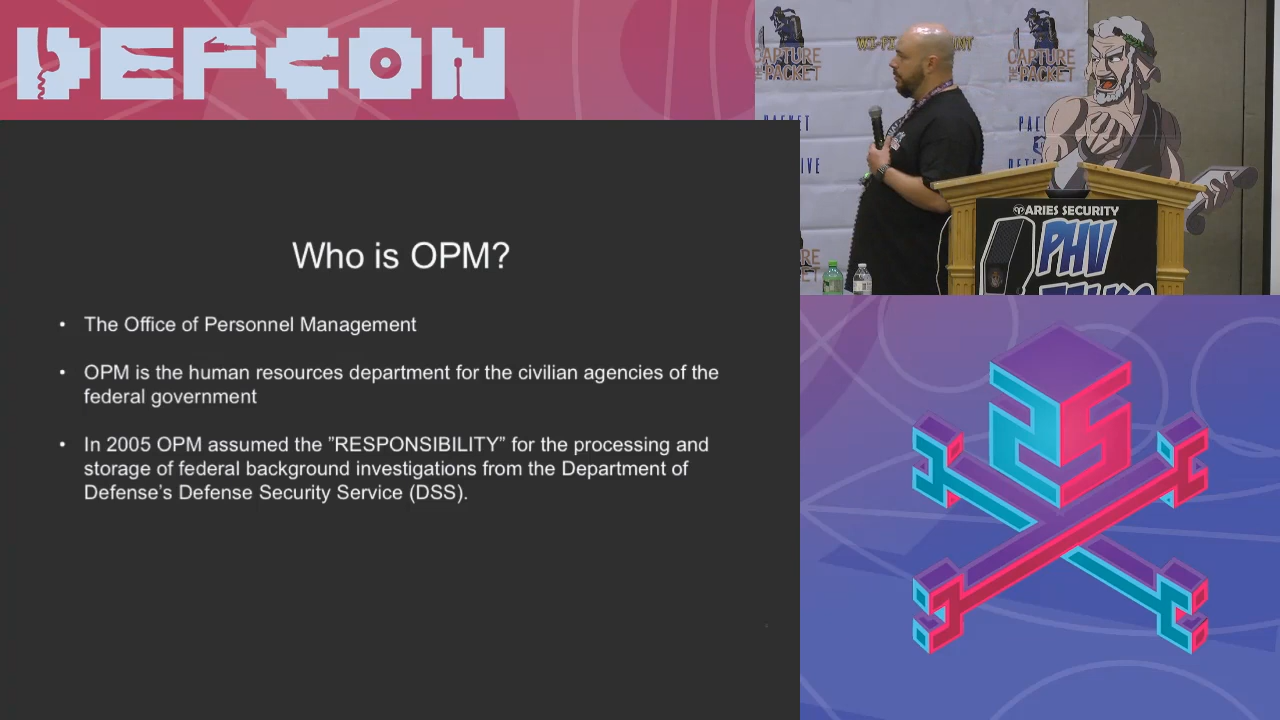 DEFCON
CAPTURE
THE PACKET
CAPTURE
THE PACKET
ARIES SECURITY
PHV
TALKS
25
Who is OPM?
• The Office of Personnel Management
• OPM is the human resources department for the civilian agencies of the
federal government
• In 2005 OPM assumed the ”RESPONSIBILITY” for the processing and
storage of federal background investigations from the Department of
Defense’s Defense Security Service (DSS).